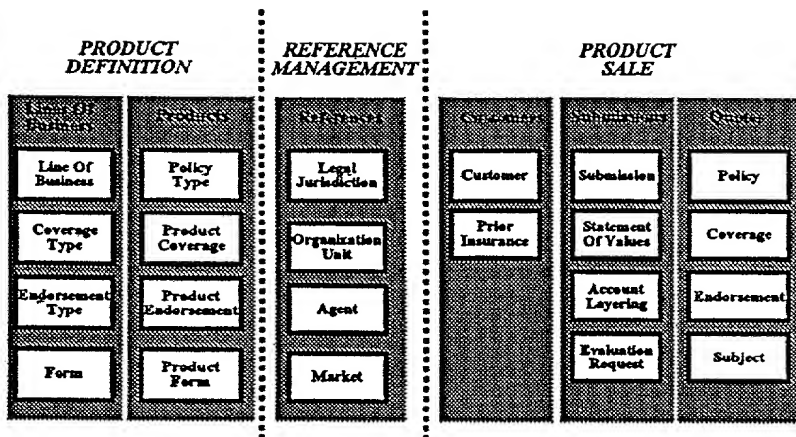 PRODUCT
DEFINITION
REFERENCE
MANAGEMENT
PRODUCT
SALE
Lines Of
Business
Line Of
Business
Coverage
Type
Endorsement
Type
Form
Products
Policy
Type
Product
Coverage
Product
Endorsement
Product
Form
References
Legal
Jurisdiction
Organization
Unit
Agent
Market
Customers
Customer
Prior
Insurance
Submissions
Submission
Statement
Of Values
Account
Layering
Evaluation
Request
Quotes
Policy
Coverage
Endorsement
Subject